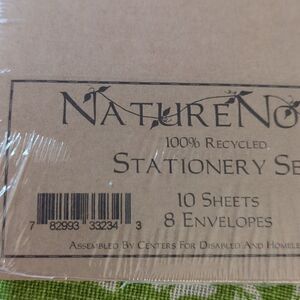 NATURENO
100% RECYCLED
STATIONERY SE
10 SHEETS
8 ENVELOPES
7 82993 33234 3
ASSEMBLED BY CENTERS FOR DISABLED AND HOMELE